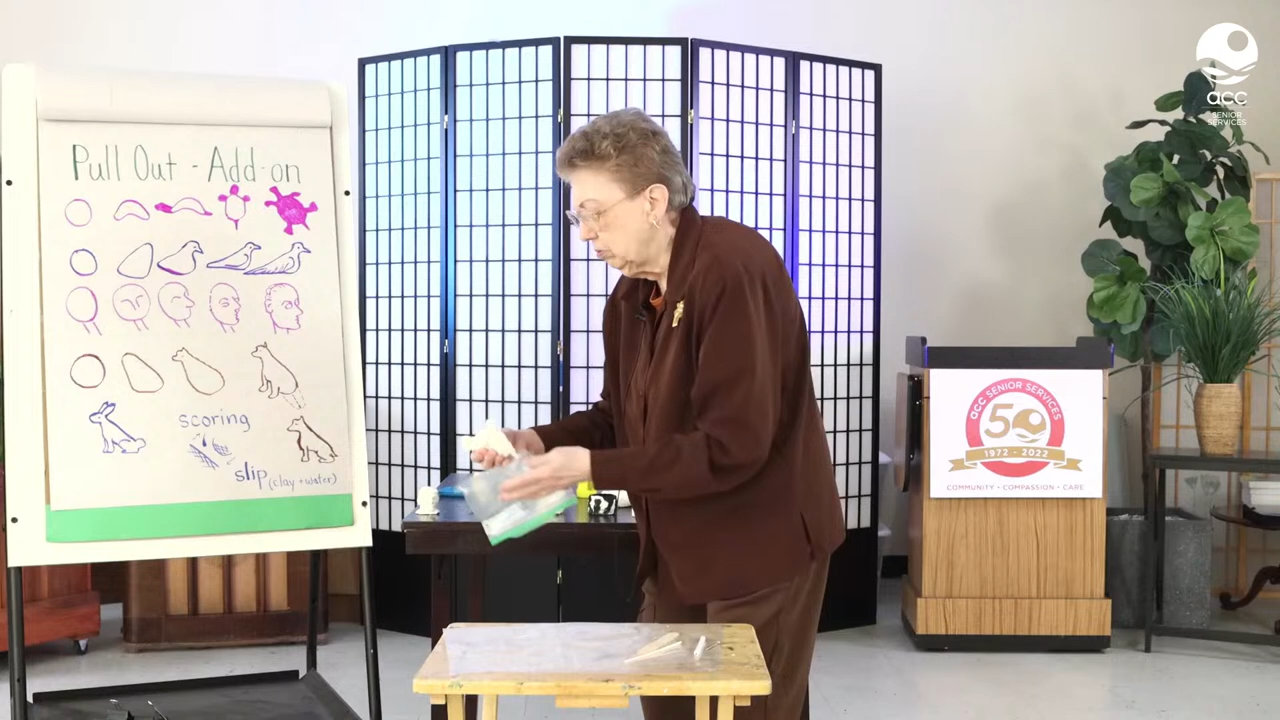 Pull Out - Add-on
scoring
slip (clay + water)
acc SENIOR SERVICES
50
1972 - 2022
COMMUNITY • COMPASSION • CARE
acc
SENIOR
SERVICES